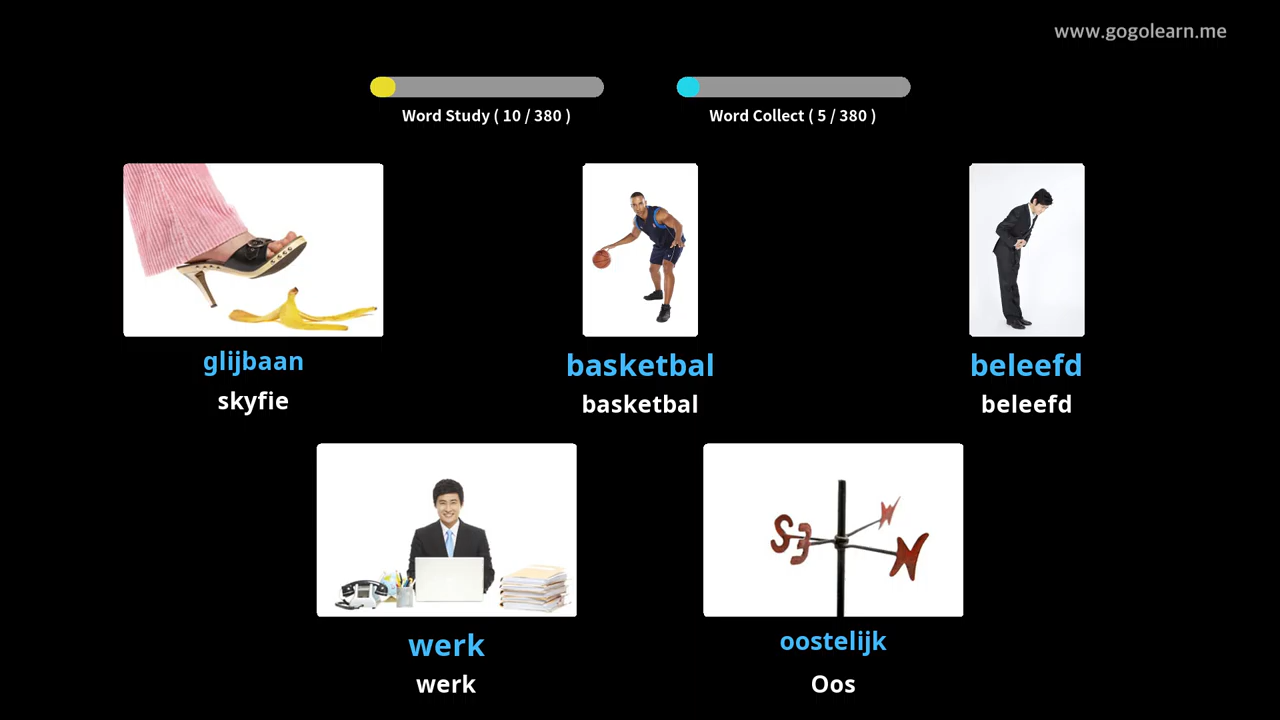 www.gogolearn.me
Word Study ( 10 / 380 )
Word Collect ( 5 / 380 )
glijbaan
skyfie
basketbal
basketbal
beleefd
beleefd
S E N W
werk
werk
oostelijk
Oos